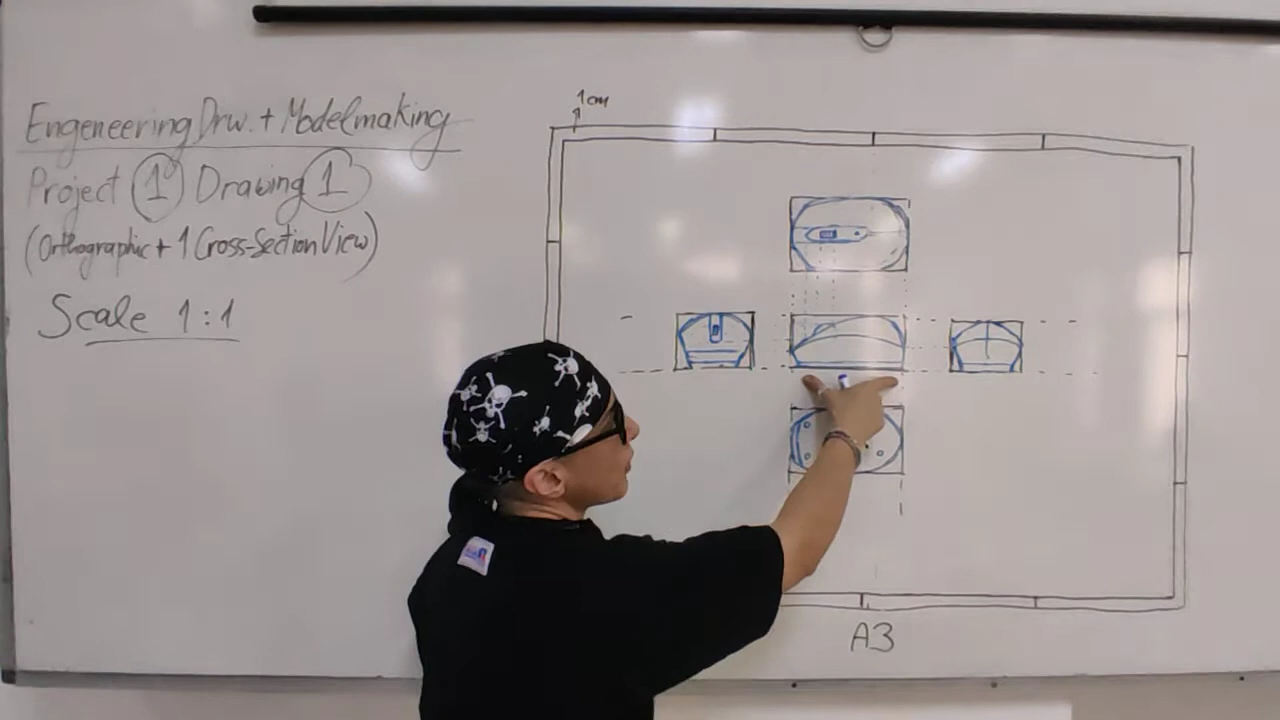 Engeneering Drw. + Modelmaking
Project 1 Drawing 1
(Orthographic + 1 Cross-Section View)
Scale 1:1
1cm
A3